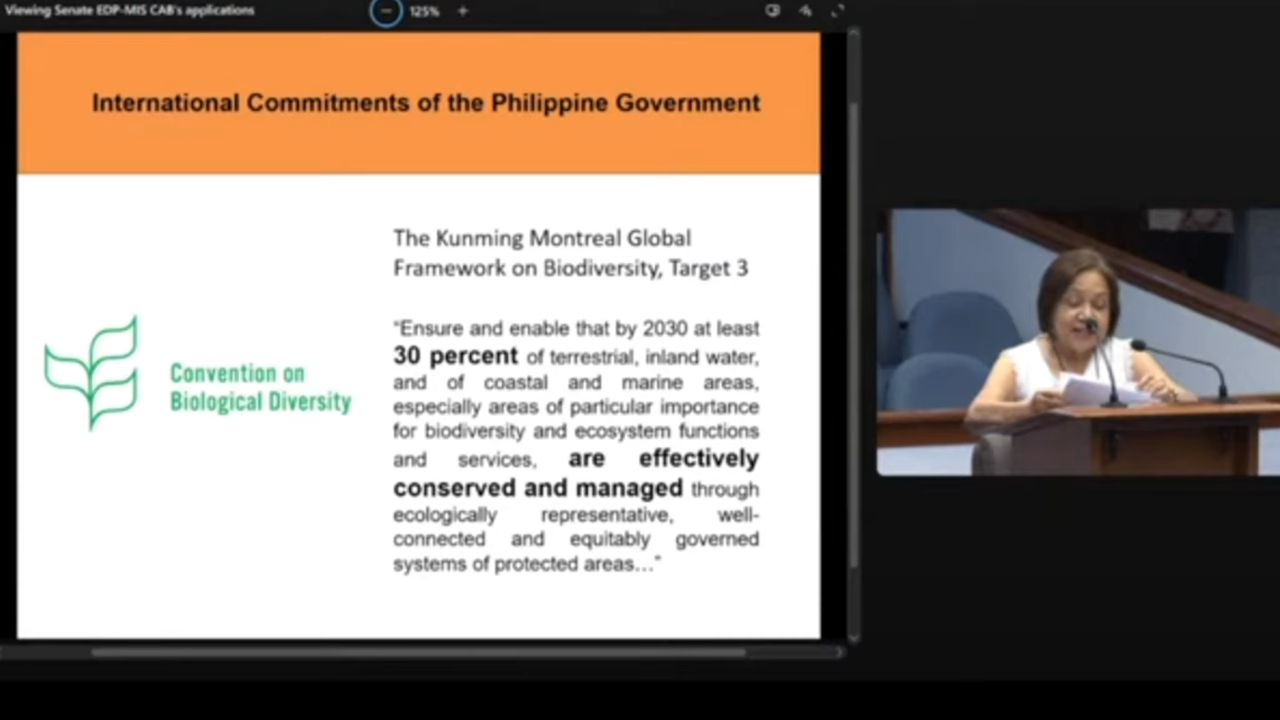 Viewing Senate EDP-MIS CAB's applications
125%
International Commitments of the Philippine Government
The Kunming Montreal Global
Framework on Biodiversity, Target 3
"Ensure and enable that by 2030 at least
30 percent of terrestrial, inland water,
and of coastal and marine areas,
especially areas of particular importance
for biodiversity and ecosystem functions
and services, are effectively
conserved and managed through
ecologically representative, well-
connected and equitably governed
systems of protected areas..."
Convention on
Biological Diversity